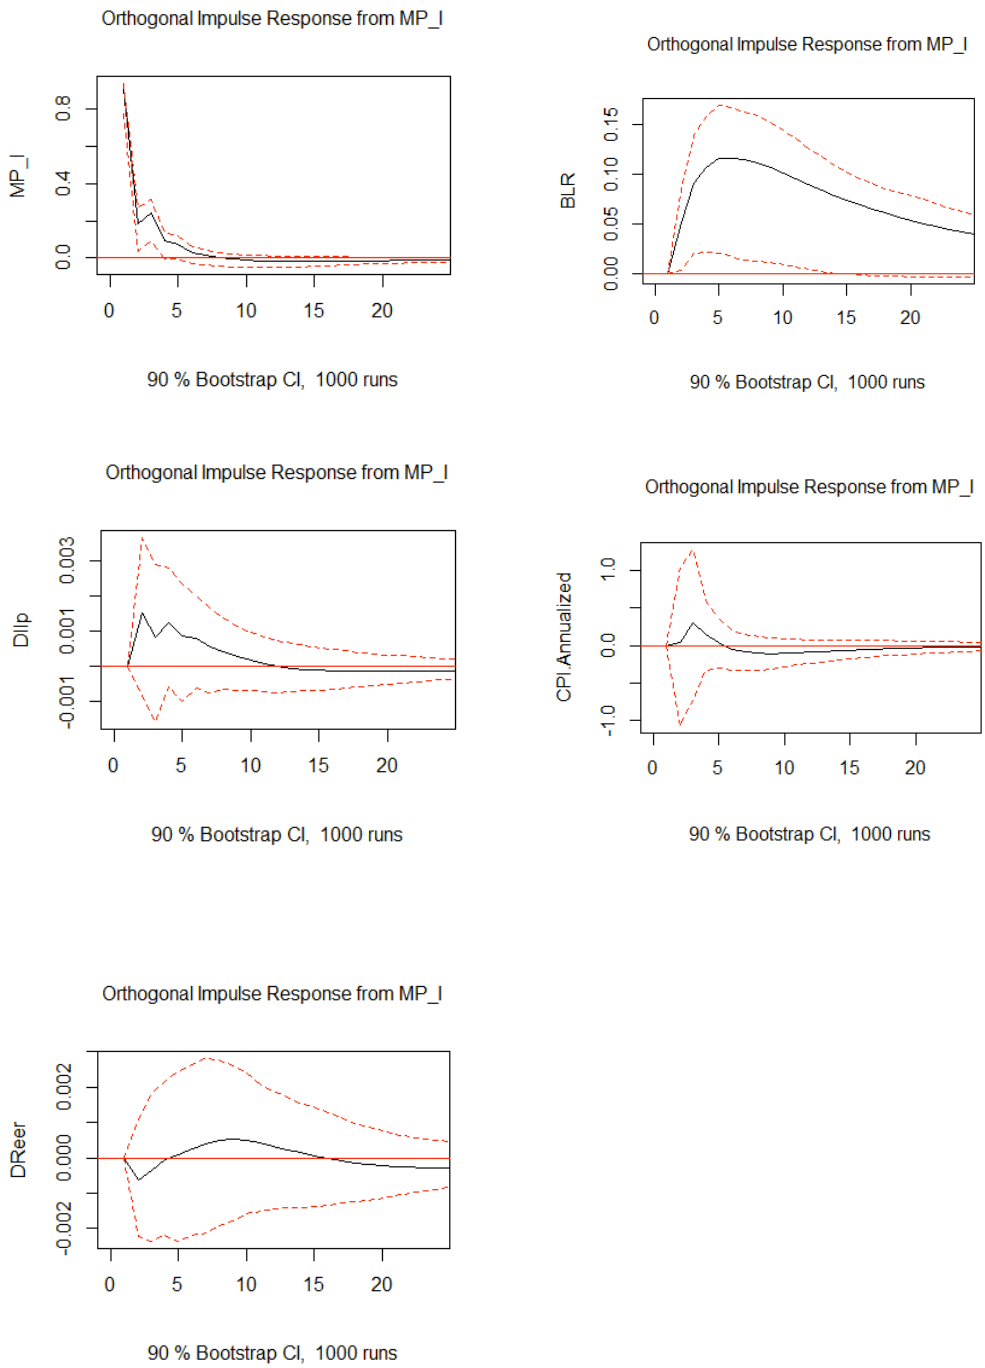 Orthogonal Impulse Response from MP_I
MP_I
0.8
0.4
0.0
0 5 10 15 20
90 % Bootstrap CI, 1000 runs
Orthogonal Impulse Response from MP_I
BLR
0.15
0.10
0.05
0.00
0 5 10 15 20
90 % Bootstrap CI, 1000 runs
Orthogonal Impulse Response from MP_I
DIIp
0.003
0.001
-0.001
0 5 10 15 20
90 % Bootstrap CI, 1000 runs
Orthogonal Impulse Response from MP_I
CPI.Annualized
1.0
0.0
-1.0
0 5 10 15 20
90 % Bootstrap CI, 1000 runs
Orthogonal Impulse Response from MP_I
DReer
0.002
0.000
-0.002
0 5 10 15 20
90 % Bootstrap CI, 1000 runs